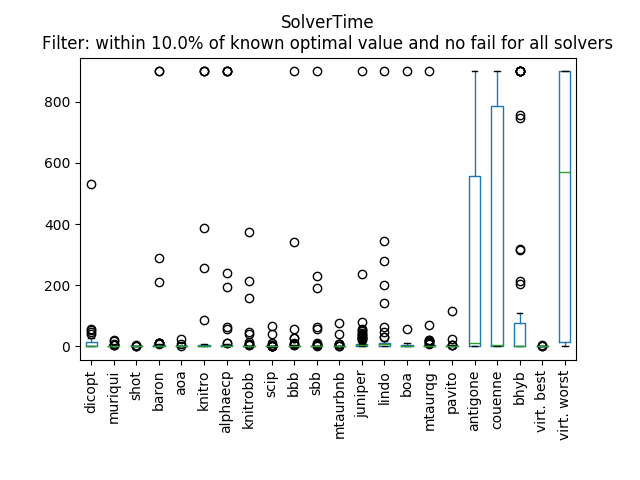 SolverTime
Filter: within 10.0% of known optimal value and no fail for all solvers
800
600
400
200
0
dicopt
muriqui
shot
baron
aoa
knitro
alphaecp
knitrobb
scip
bbb
sbb
mtaurbnb
juniper
lindo
boa
mtaurqg
pavito
antigone
couenne
bhyb
virt. best
virt. worst